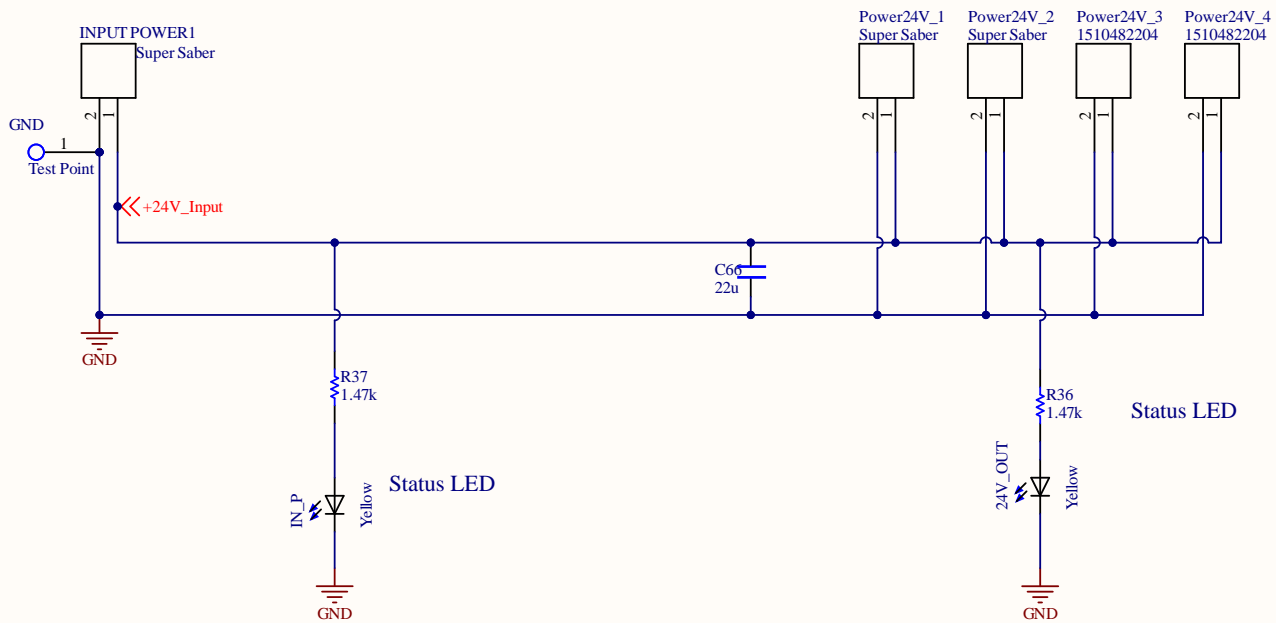 INPUT POWER1
Super Saber
2
1
GND
1
Test Point
+24V_Input
GND
Power24V_1
Super Saber
2
1
Power24V_2
Super Saber
2
1
Power24V_3
1510482204
2
1
Power24V_4
1510482204
2
1
C66
22u
R37
1.47k
IN_P
Yellow
Status LED
GND
R36
1.47k
24V_OUT
Yellow
Status LED
GND